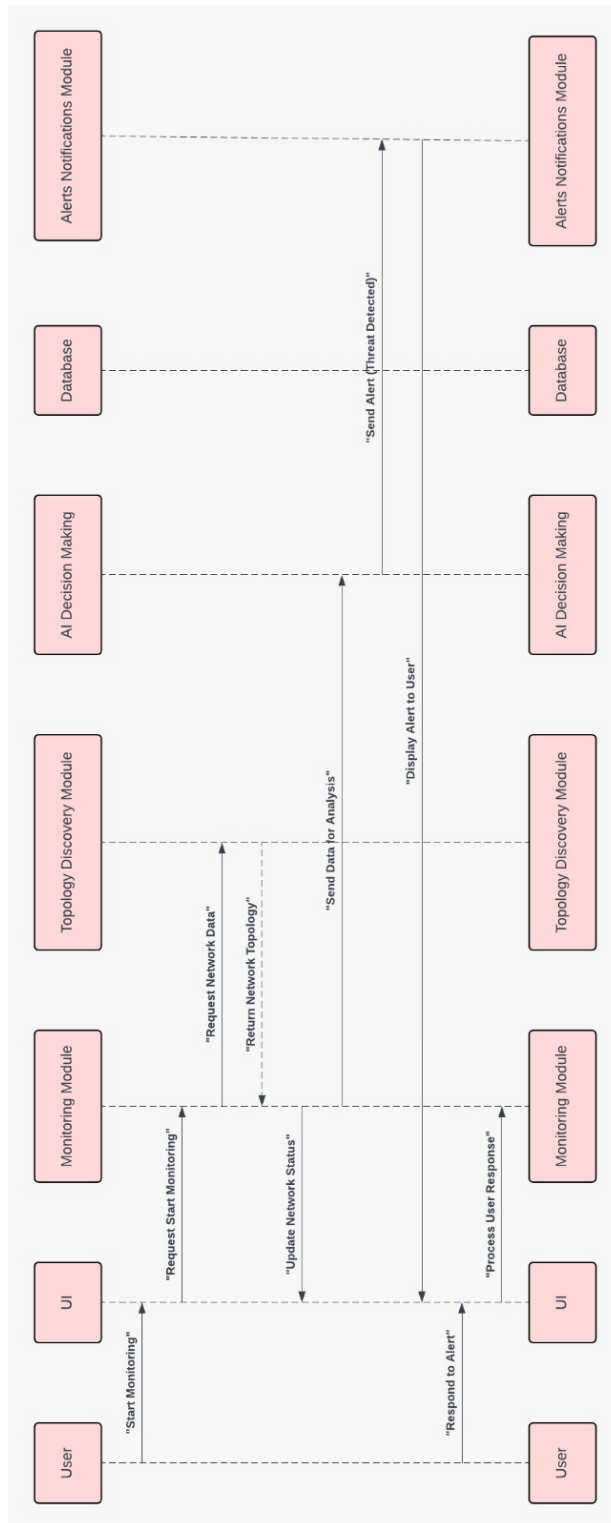 User
UI
Monitoring Module
Topology Discovery Module
AI Decision Making
Database
Alerts Notifications Module
"Start Monitoring"
"Request Start Monitoring"
"Request Network Data"
"Return Network Topology"
"Update Network Status"
"Send Data for Analysis"
"Send Alert (Threat Detected)"
"Display Alert to User"
"Respond to Alert"
"Process User Response"
User
UI
Monitoring Module
Topology Discovery Module
AI Decision Making
Database
Alerts Notifications Module